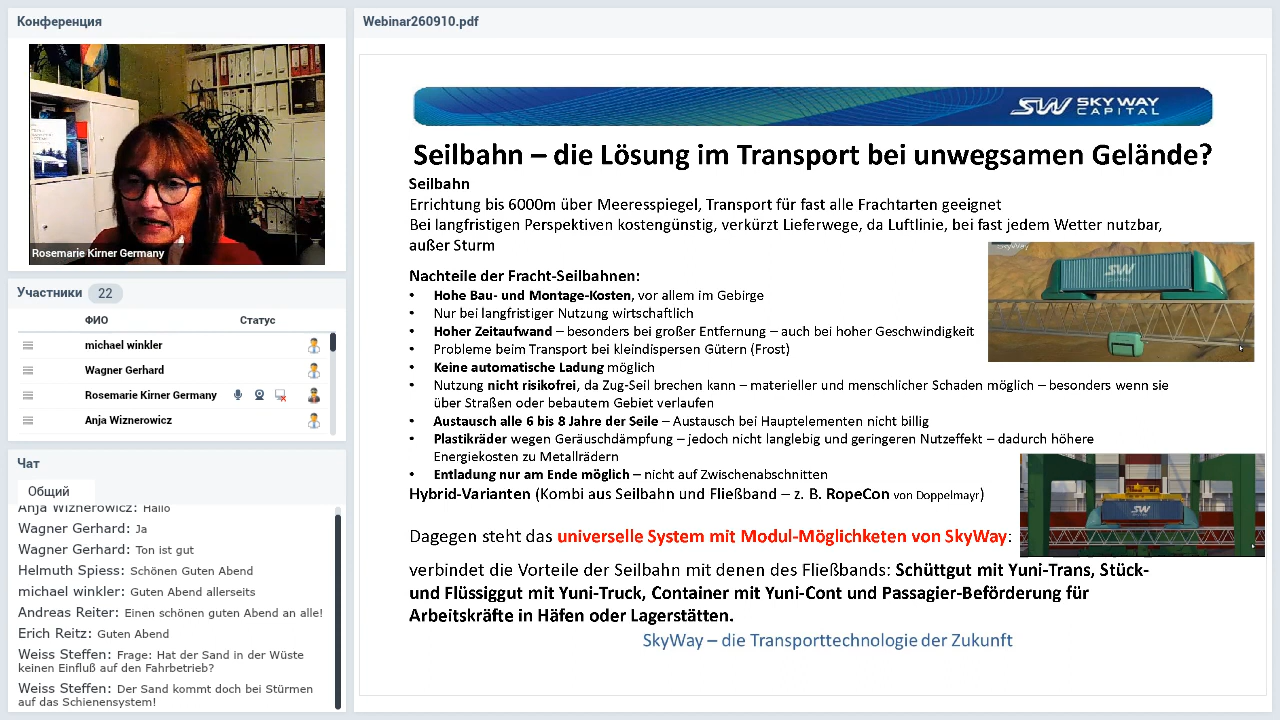 Конференция
Rosemarie Kirner Germany
Участники 22
ФИО Статус
michael winkler
Wagner Gerhard
Rosemarie Kirner Germany
Anja Wiznerowicz
Чат
Общий
Anja Wiznerowicz: Hallo
Wagner Gerhard: Ja
Wagner Gerhard: Ton ist gut
Helmuth Spiess: Schönen Guten Abend
michael winkler: Guten Abend allerseits
Andreas Reiter: Einen schönen guten Abend an alle!
Erich Reitz: Guten Abend
Weiss Steffen: Frage: Hat der Sand in der Wüste
keinen Einfluß auf den Fahrbetrieb?
Weiss Steffen: Der Sand kommt doch bei Stürmen
auf das Schienensystem!
Webinar260910.pdf
SW SKY WAY
CAPITAL
Seilbahn – die Lösung im Transport bei unwegsamen Gelände?
Seilbahn
Errichtung bis 6000m über Meeresspiegel, Transport für fast alle Frachtarten geeignet
Bei langfristigen Perspektiven kostengünstig, verkürzt Lieferwege, da Luftlinie, bei fast jedem Wetter nutzbar,
außer Sturm
SkyWay
SW
Nachteile der Fracht-Seilbahnen:
• Hohe Bau- und Montage-Kosten, vor allem im Gebirge
• Nur bei langfristiger Nutzung wirtschaftlich
• Hoher Zeitaufwand – besonders bei großer Entfernung – auch bei hoher Geschwindigkeit
• Probleme beim Transport bei kleindispersen Gütern (Frost)
• Keine automatische Ladung möglich
• Nutzung nicht risikofrei, da Zug-Seil brechen kann – materieller und menschlicher Schaden möglich – besonders wenn sie
über Straßen oder bebautem Gebiet verlaufen
• Austausch alle 6 bis 8 Jahre der Seile – Austausch bei Hauptelementen nicht billig
• Plastikräder wegen Geräuschdämpfung – jedoch nicht langlebig und geringeren Nutzeffekt – dadurch höhere
Energiekosten zu Metallrädern
• Entladung nur am Ende möglich – nicht auf Zwischenabschnitten
Hybrid-Varianten (Kombi aus Seilbahn und Fließband – z. B. RopeCon von Doppelmayr)
SW
Dagegen steht das universelle System mit Modul-Möglichketen von SkyWay:
verbindet die Vorteile der Seilbahn mit denen des Fließbands: Schüttgut mit Yuni-Trans, Stück-
und Flüssiggut mit Yuni-Truck, Container mit Yuni-Cont und Passagier-Beförderung für
Arbeitskräfte in Häfen oder Lagerstätten.
SkyWay – die Transporttechnologie der Zukunft